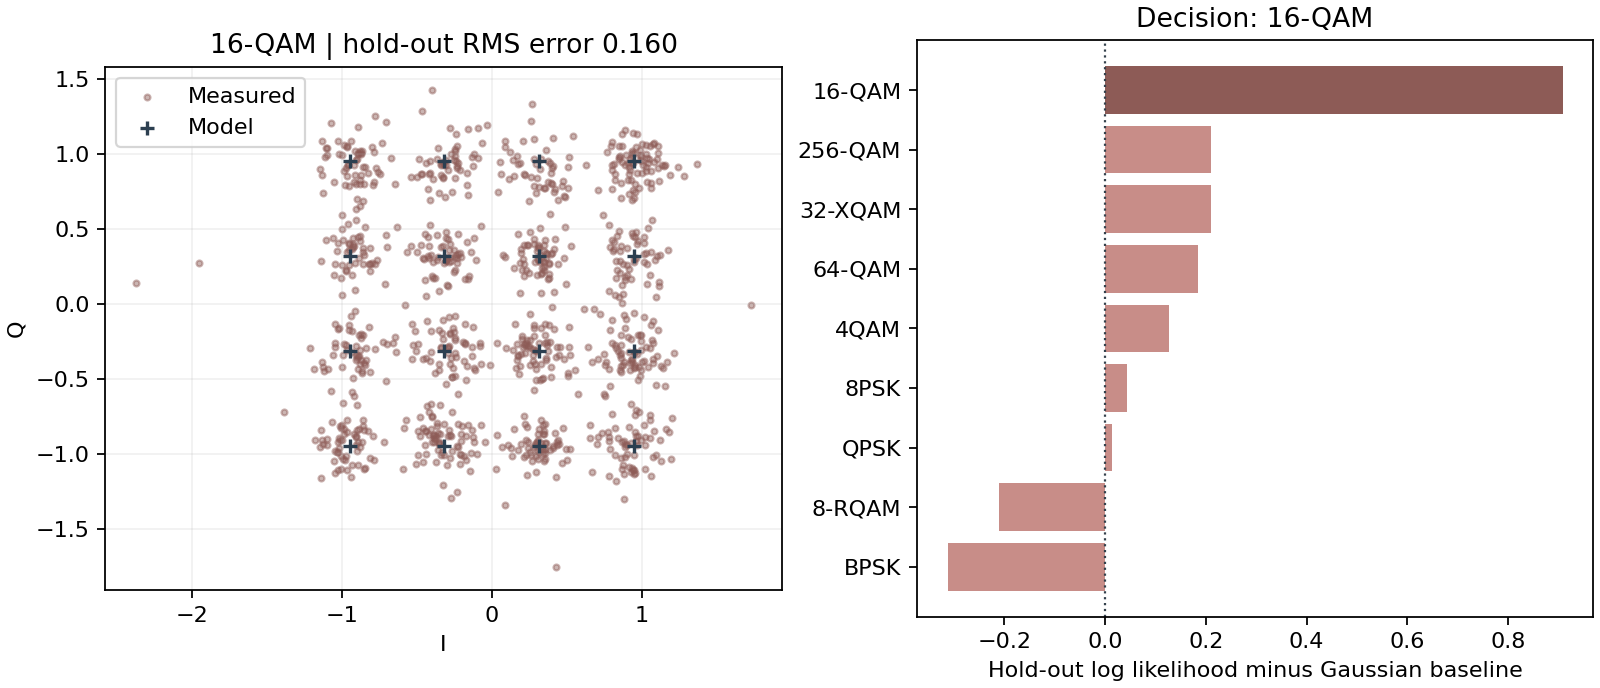 16-QAM | hold-out RMS error 0.160
Measured
Model
1.5
1.0
0.5
0.0
−0.5
−1.0
−1.5
Q
−2
−1
0
1
I
Decision: 16-QAM
16-QAM
256-QAM
32-XQAM
64-QAM
4QAM
8PSK
QPSK
8-RQAM
BPSK
−0.2
0.0
0.2
0.4
0.6
0.8
Hold-out log likelihood minus Gaussian baseline